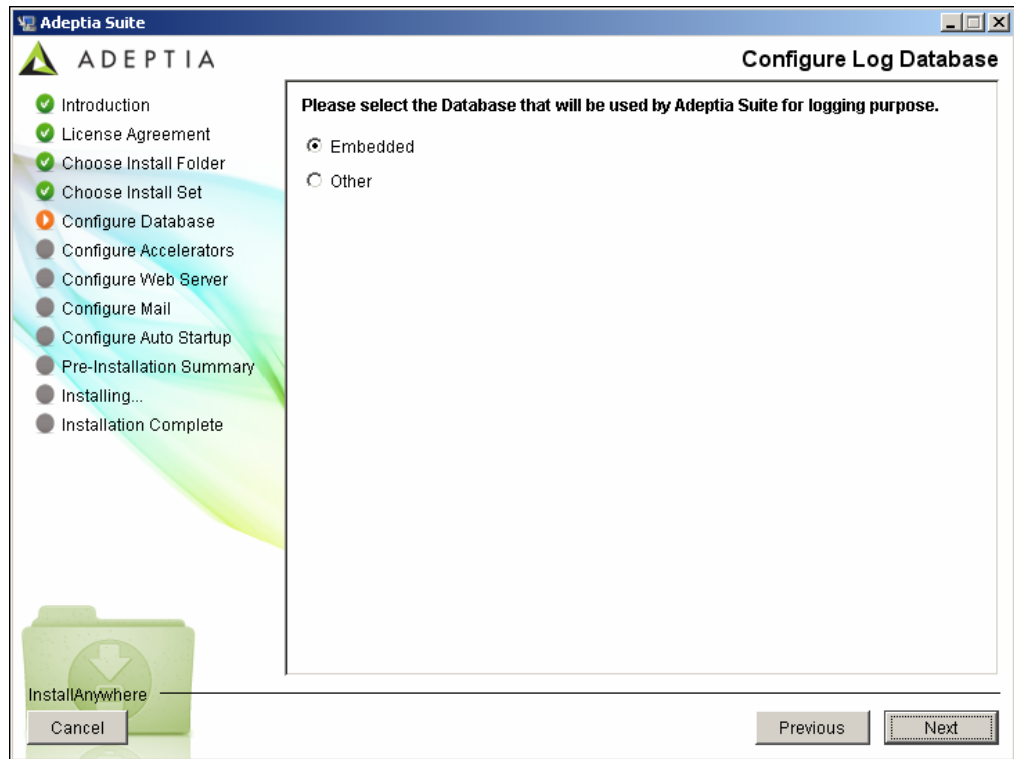 Adeptia Suite
ADEPTIA
Configure Log Database
Introduction
License Agreement
Choose Install Folder
Choose Install Set
Configure Database
Configure Accelerators
Configure Web Server
Configure Mail
Configure Auto Startup
Pre-Installation Summary
Installing...
Installation Complete
Please select the Database that will be used by Adeptia Suite for logging purpose.
Embedded
Other
InstallAnywhere
Cancel
Previous
Next